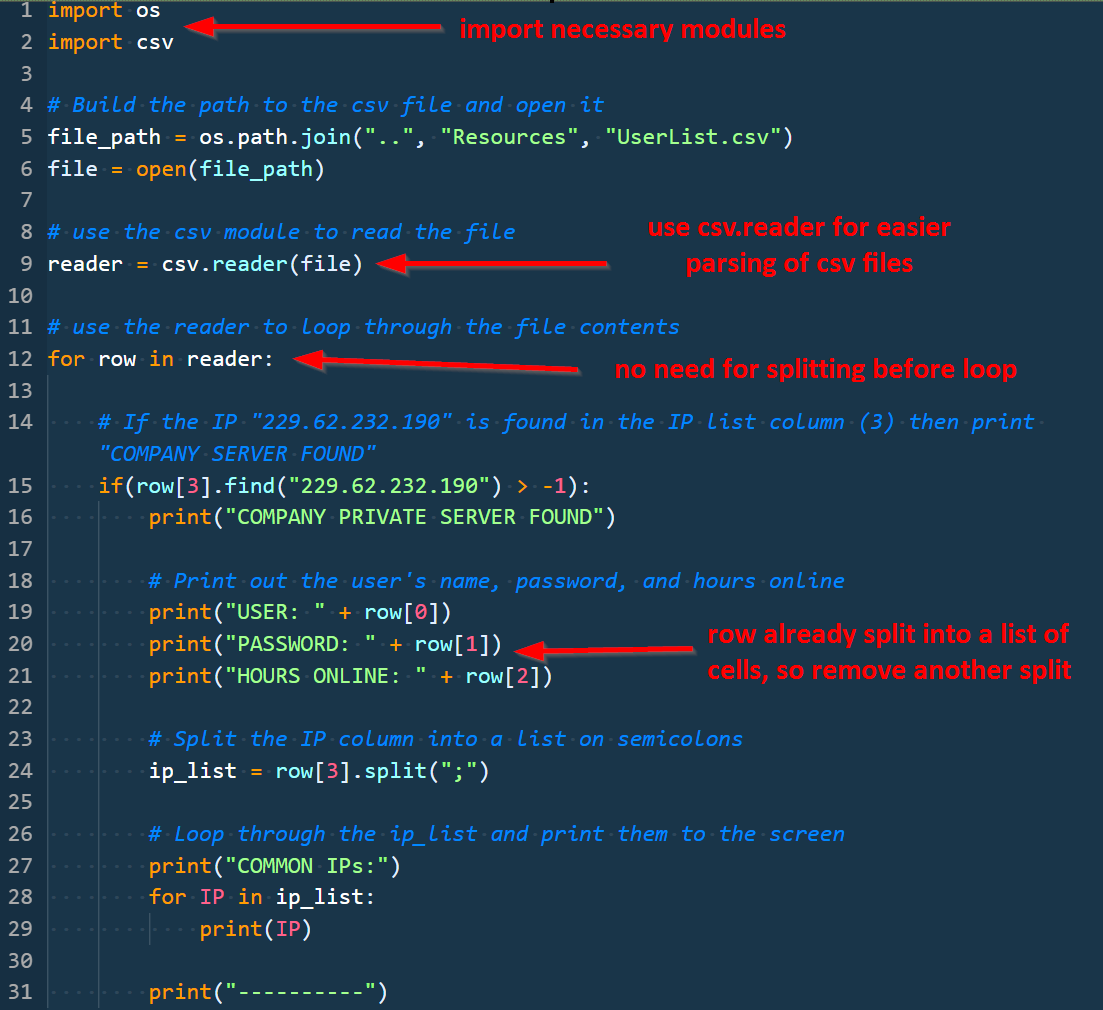 1 import os
import necessary modules
2 import csv
3
4 # Build the path to the csv file and open it
5 file_path = os.path.join("..", "Resources", "UserList.csv")
6 file = open(file_path)
7
8 # use the csv module to read the file
use csv.reader for easier
parsing of csv files
9 reader = csv.reader(file)
10
11 # use the reader to loop through the file contents
12 for row in reader:
no need for splitting before loop
13
14     # If the IP "229.62.232.190" is found in the IP list column (3) then print
    "COMPANY SERVER FOUND"
15     if(row[3].find("229.62.232.190") > -1):
16         print("COMPANY PRIVATE SERVER FOUND")
17
18         # Print out the user's name, password, and hours online
19         print("USER: " + row[0])
20         print("PASSWORD: " + row[1])
row already split into a list of
cells, so remove another split
21         print("HOURS ONLINE: " + row[2])
22
23         # Split the IP column into a list on semicolons
24         ip_list = row[3].split(";")
25
26         # Loop through the ip_list and print them to the screen
27         print("COMMON IPs:")
28         for IP in ip_list:
29             print(IP)
30
31         print("----------")